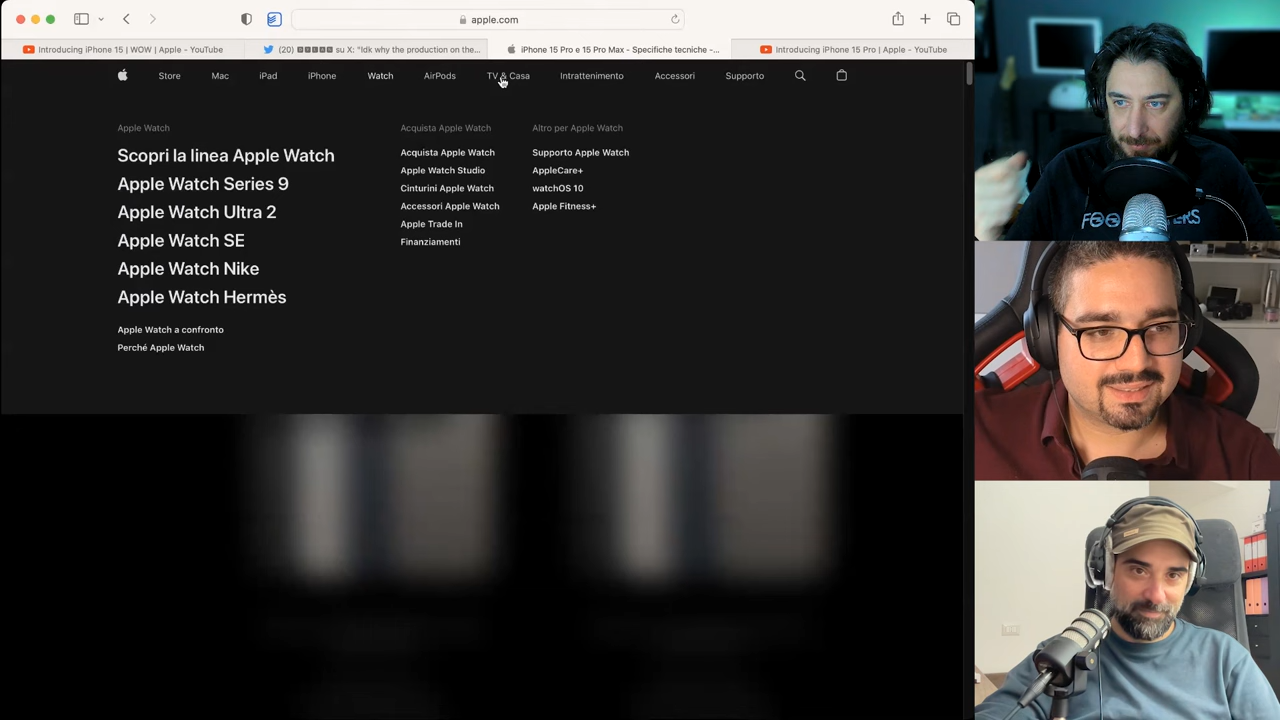 apple.com
Introducing iPhone 15 | WOW | Apple - YouTube
(20) 🅳🅴🆅🅾🅽 su X: "Idk why the production on the...
iPhone 15 Pro e 15 Pro Max - Specifiche tecniche -...
Introducing iPhone 15 Pro | Apple - YouTube
Store Mac iPad iPhone Watch AirPods TV & Casa Intrattenimento Accessori Supporto
Apple Watch
Scopri la linea Apple Watch
Apple Watch Series 9
Apple Watch Ultra 2
Apple Watch SE
Apple Watch Nike
Apple Watch Hermès
Apple Watch a confronto
Perché Apple Watch
Acquista Apple Watch
Acquista Apple Watch
Apple Watch Studio
Cinturini Apple Watch
Accessori Apple Watch
Apple Trade In
Finanziamenti
Altro per Apple Watch
Supporto Apple Watch
AppleCare+
watchOS 10
Apple Fitness+
FOO ERS